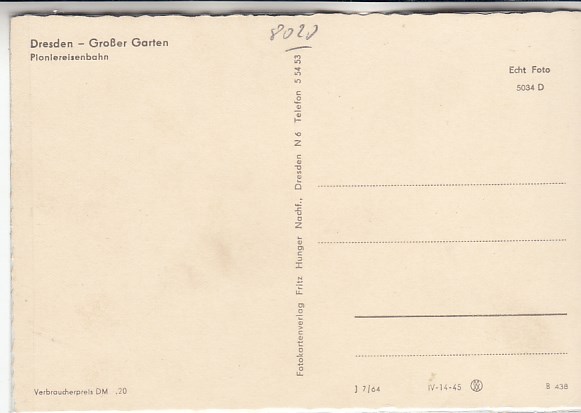 8020
Dresden – Großer Garten
Pioniereisenbahn
Fotokartenverlag Fritz Hunger Nachf., Dresden N 6 Telefon 5 54 53
Echt Foto
5034 D
Verbraucherpreis DM ,20
J 7/64
IV-14-45
B 438